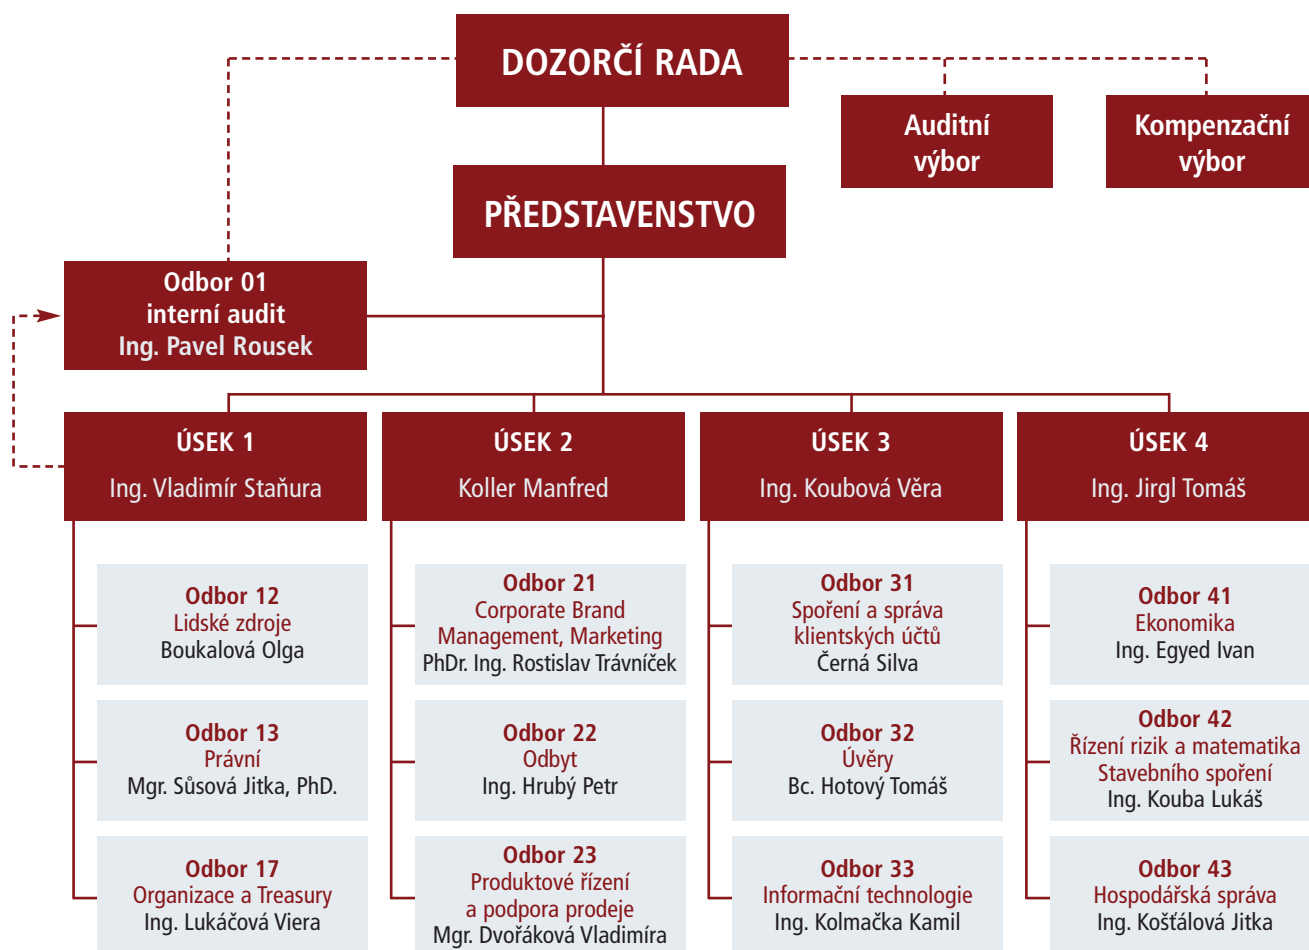 DOZORČÍ RADA
Auditní
výbor
Kompenzační
výbor
PŘEDSTAVENSTVO
Odbor 01
interní audit
Ing. Pavel Rousek
ÚSEK 1
Ing. Vladimír Staňura
ÚSEK 2
Koller Manfred
ÚSEK 3
Ing. Koubová Věra
ÚSEK 4
Ing. Jirgl Tomáš
Odbor 12
Lidské zdroje
Boukalová Olga
Odbor 13
Právní
Mgr. Sůsová Jitka, PhD.
Odbor 17
Organizace a Treasury
Ing. Lukáčová Viera
Odbor 21
Corporate Brand
Management, Marketing
PhDr. Ing. Rostislav Trávníček
Odbor 22
Odbyt
Ing. Hrubý Petr
Odbor 23
Produktové řízení
a podpora prodeje
Mgr. Dvořáková Vladimíra
Odbor 31
Spoření a správa
klientských účtů
Černá Silva
Odbor 32
Úvěry
Bc. Hotový Tomáš
Odbor 33
Informační technologie
Ing. Kolmačka Kamil
Odbor 41
Ekonomika
Ing. Egyed Ivan
Odbor 42
Řízení rizik a matematika
Stavebního spoření
Ing. Kouba Lukáš
Odbor 43
Hospodářská správa
Ing. Košťálová Jitka